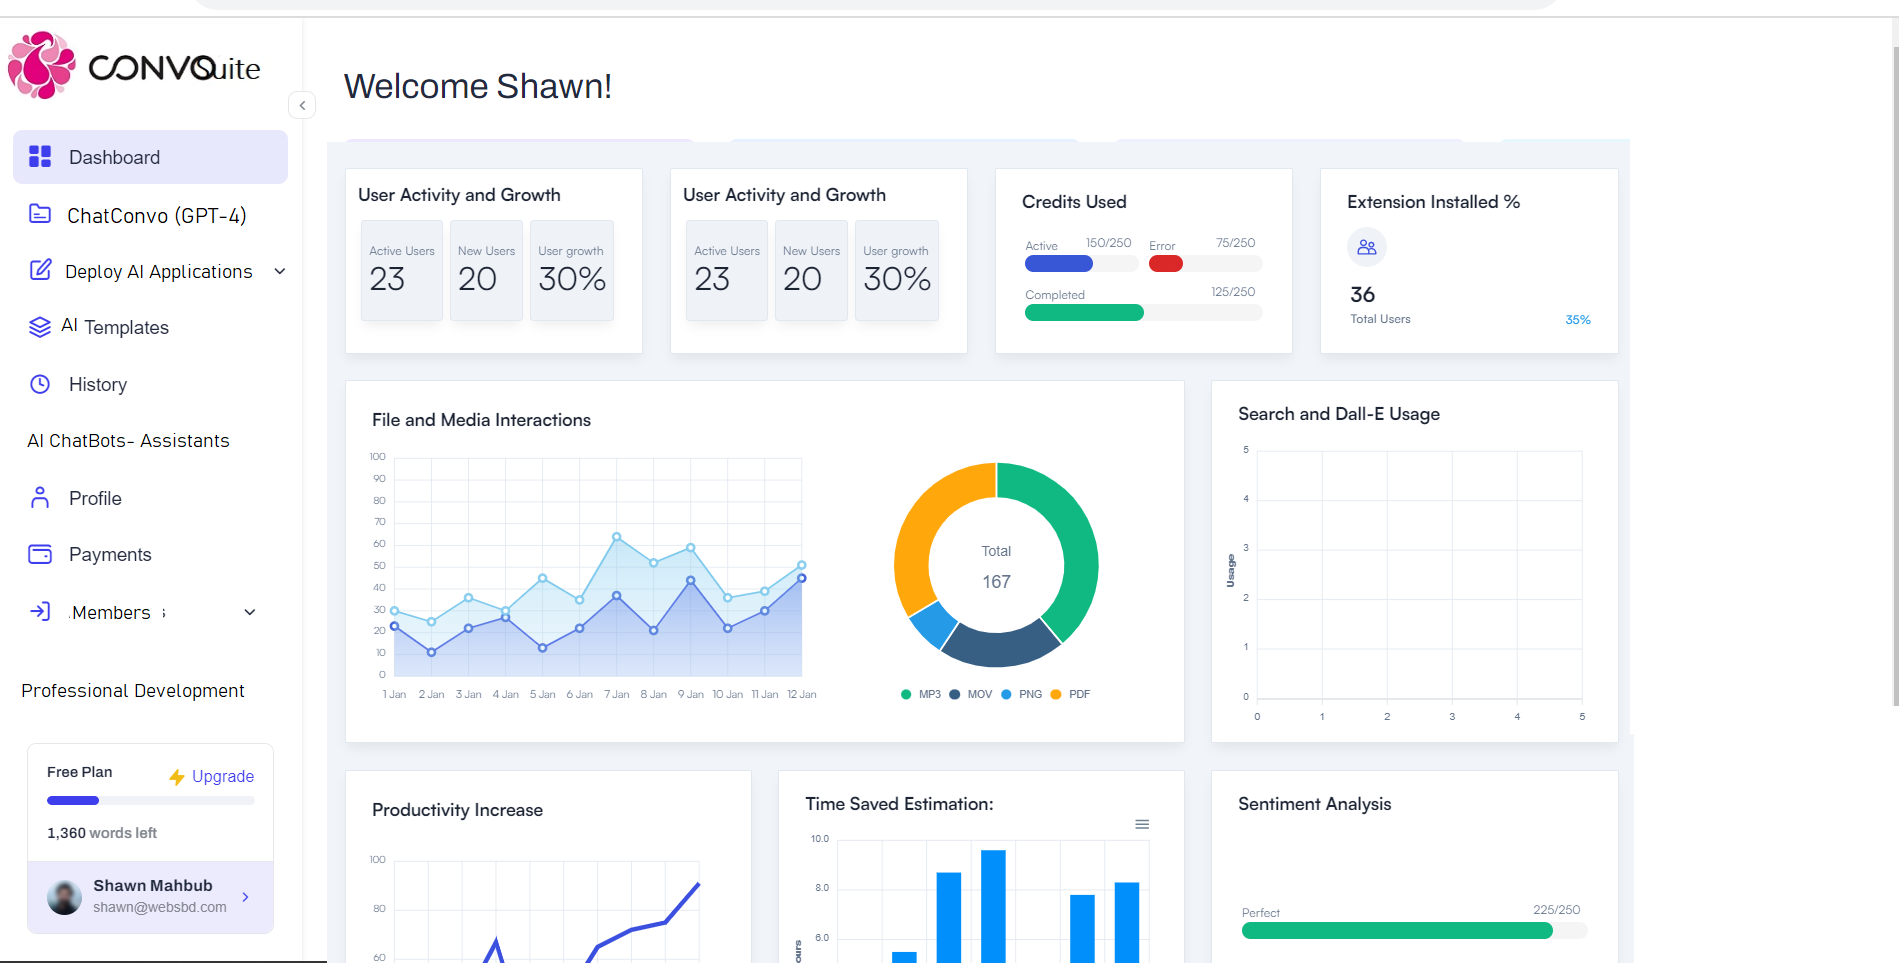 CONVOSuite
Welcome Shawn!
Dashboard
ChatConvo (GPT-4)
Deploy AI Applications
AI Templates
History
AI ChatBots- Assistants
Profile
Payments
.Members
Professional Development
Free Plan
Upgrade
1,360 words left
Shawn Mahbub
shawn@websbd.com
User Activity and Growth
Active Users New Users User growth
23 20 30%
User Activity and Growth
Active Users New Users User growth
23 20 30%
Credits Used
Active 150/250 Error 75/250
Completed 125/250
Extension Installed %
36
Total Users 35%
File and Media Interactions
100
90
80
70
60
50
40
30
20
10
0
1 Jan 2 Jan 3 Jan 4 Jan 5 Jan 6 Jan 7 Jan 8 Jan 9 Jan 10 Jan 11 Jan 12 Jan
Total
167
MP3 MOV PNG PDF
Search and Dall-E Usage
Usage
5
4
3
2
1
0
0 1 2 3 4 5
Productivity Increase
100
80
60
Time Saved Estimation:
10.0
8.0
6.0
Sentiment Analysis
Perfect 225/250